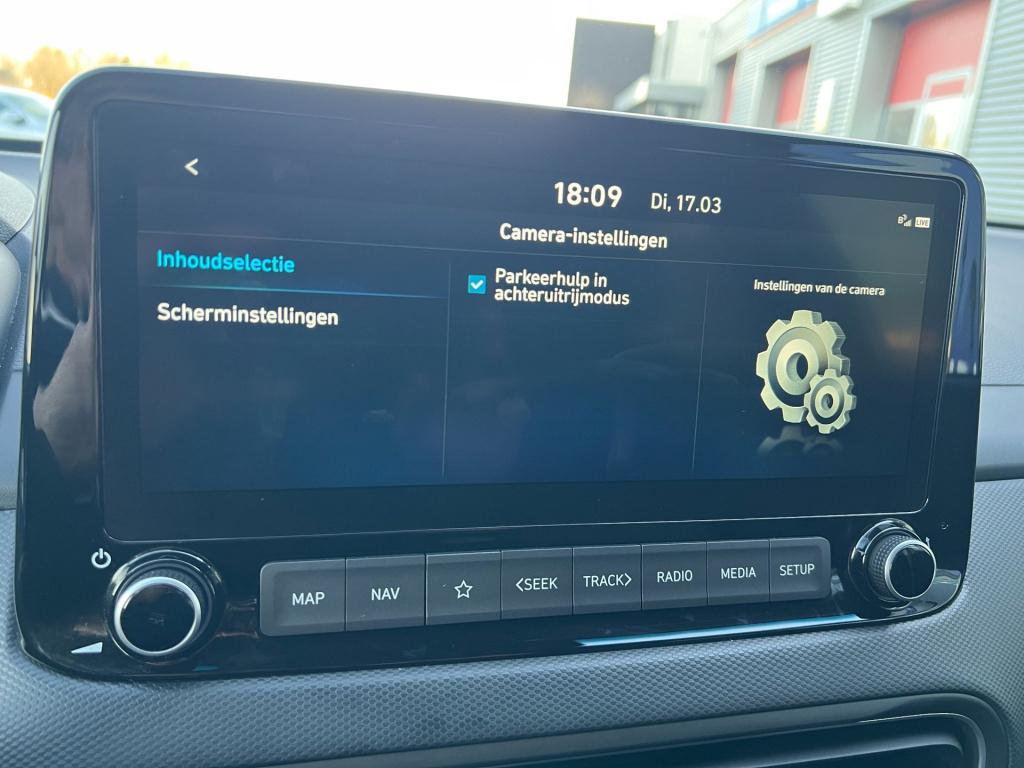 <
18:09 Di, 17.03
LIVE
Camera-instellingen
Inhoudselectie
Scherminstellingen
Parkeerhulp in
achteruitrijmodus
Instellingen van de camera
MAP NAV <SEEK TRACK> RADIO MEDIA SETUP